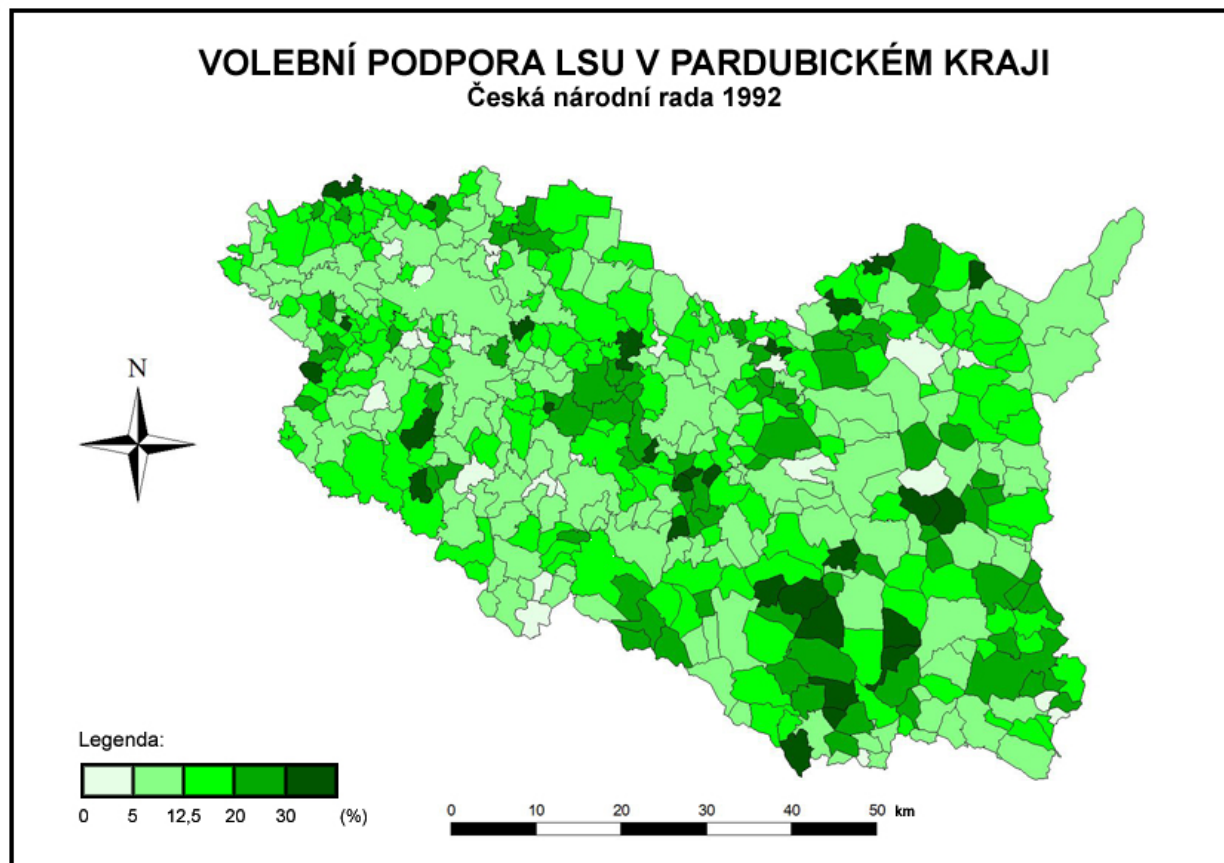 VOLEBNÍ PODPORA LSU V PARDUBICKÉM KRAJI
Česká národní rada 1992
N
Legenda:
0 5 12,5 20 30 (%)
0 10 20 30 40 50 km